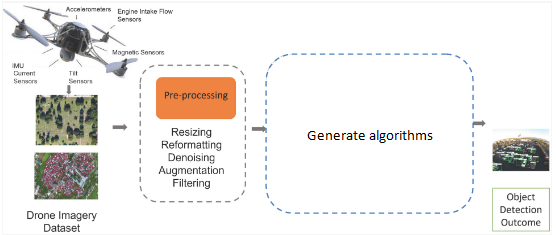 Accelerometers
Engine Intake Flow
Sensors
Magnetic Sensors
IMU
Current
Sensors
Tilt
Sensors
Drone Imagery
Dataset
Pre-processing
Resizing
Reformatting
Denoising
Augmentation
Filtering
Generate algorithms
Object
Detection
Outcome